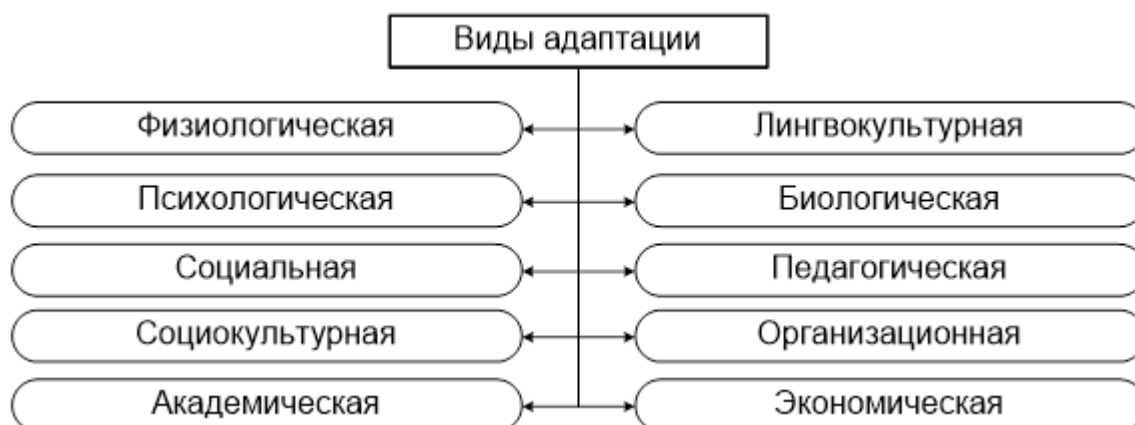 Виды адаптации
Физиологическая
Лингвокультурная
Психологическая
Биологическая
Социальная
Педагогическая
Социокультурная
Организационная
Академическая
Экономическая